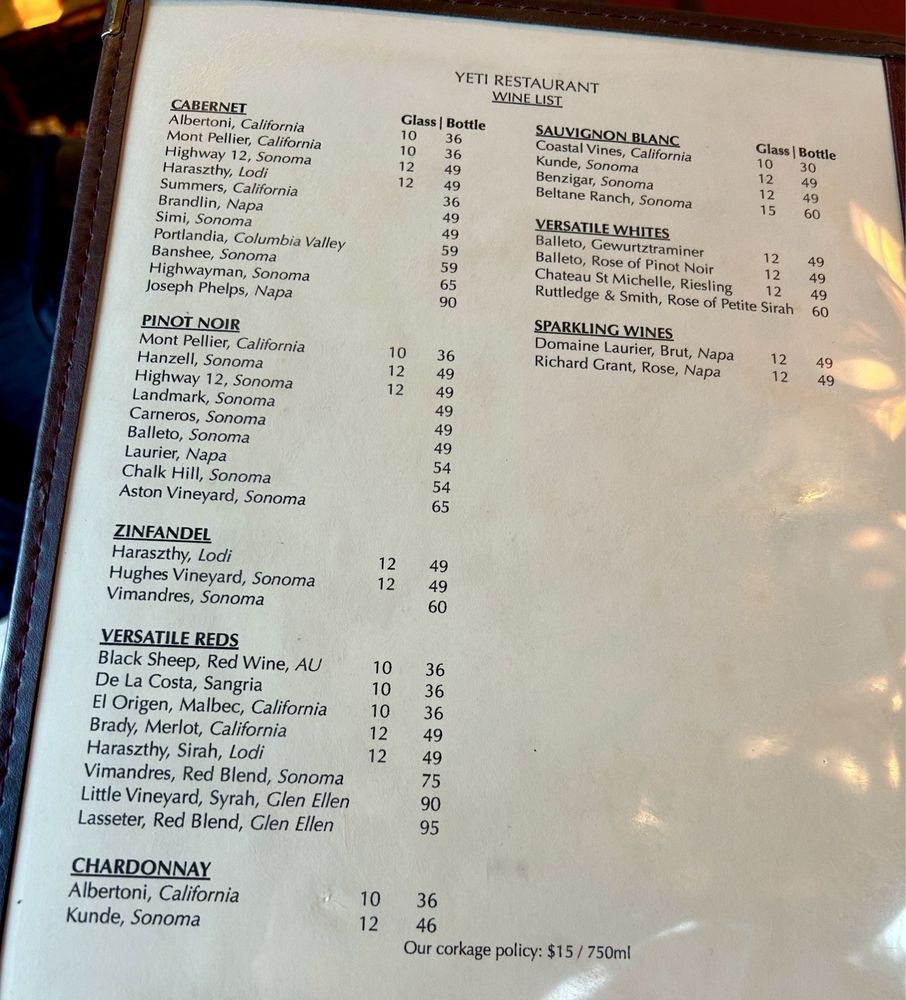 YETI RESTAURANT
WINE LIST
CABERNET Glass | Bottle
Albertoni, California 10 36
Mont Pellier, California 10 36
Highway 12, Sonoma 12 49
Haraszthy, Lodi 12 49
Summers, California 36
Brandlin, Napa 49
Simi, Sonoma 49
Portlandia, Columbia Valley 59
Banshee, Sonoma 59
Highwayman, Sonoma 65
Joseph Phelps, Napa 90
PINOT NOIR
Mont Pellier, California 10 36
Hanzell, Sonoma 12 49
Highway 12, Sonoma 12 49
Landmark, Sonoma 49
Carneros, Sonoma 49
Balleto, Sonoma 49
Laurier, Napa 54
Chalk Hill, Sonoma 54
Aston Vineyard, Sonoma 65
ZINFANDEL
Haraszthy, Lodi 12 49
Hughes Vineyard, Sonoma 12 49
Vimandres, Sonoma 60
VERSATILE REDS
Black Sheep, Red Wine, AU 10 36
De La Costa, Sangria 10 36
El Origen, Malbec, California 10 36
Brady, Merlot, California 12 49
Haraszthy, Sirah, Lodi 12 49
Vimandres, Red Blend, Sonoma 75
Little Vineyard, Syrah, Glen Ellen 90
Lasseter, Red Blend, Glen Ellen 95
CHARDONNAY
Albertoni, California 10 36
Kunde, Sonoma 12 46
SAUVIGNON BLANC Glass | Bottle
Coastal Vines, California 10 30
Kunde, Sonoma 12 49
Benzigar, Sonoma 12 49
Beltane Ranch, Sonoma 15 60
VERSATILE WHITES
Balleto, Gewurtztraminer 12 49
Balleto, Rose of Pinot Noir 12 49
Chateau St Michelle, Riesling 12 49
Ruttledge & Smith, Rose of Petite Sirah 60
SPARKLING WINES
Domaine Laurier, Brut, Napa 12 49
Richard Grant, Rose, Napa 12 49
Our corkage policy: $15 / 750ml